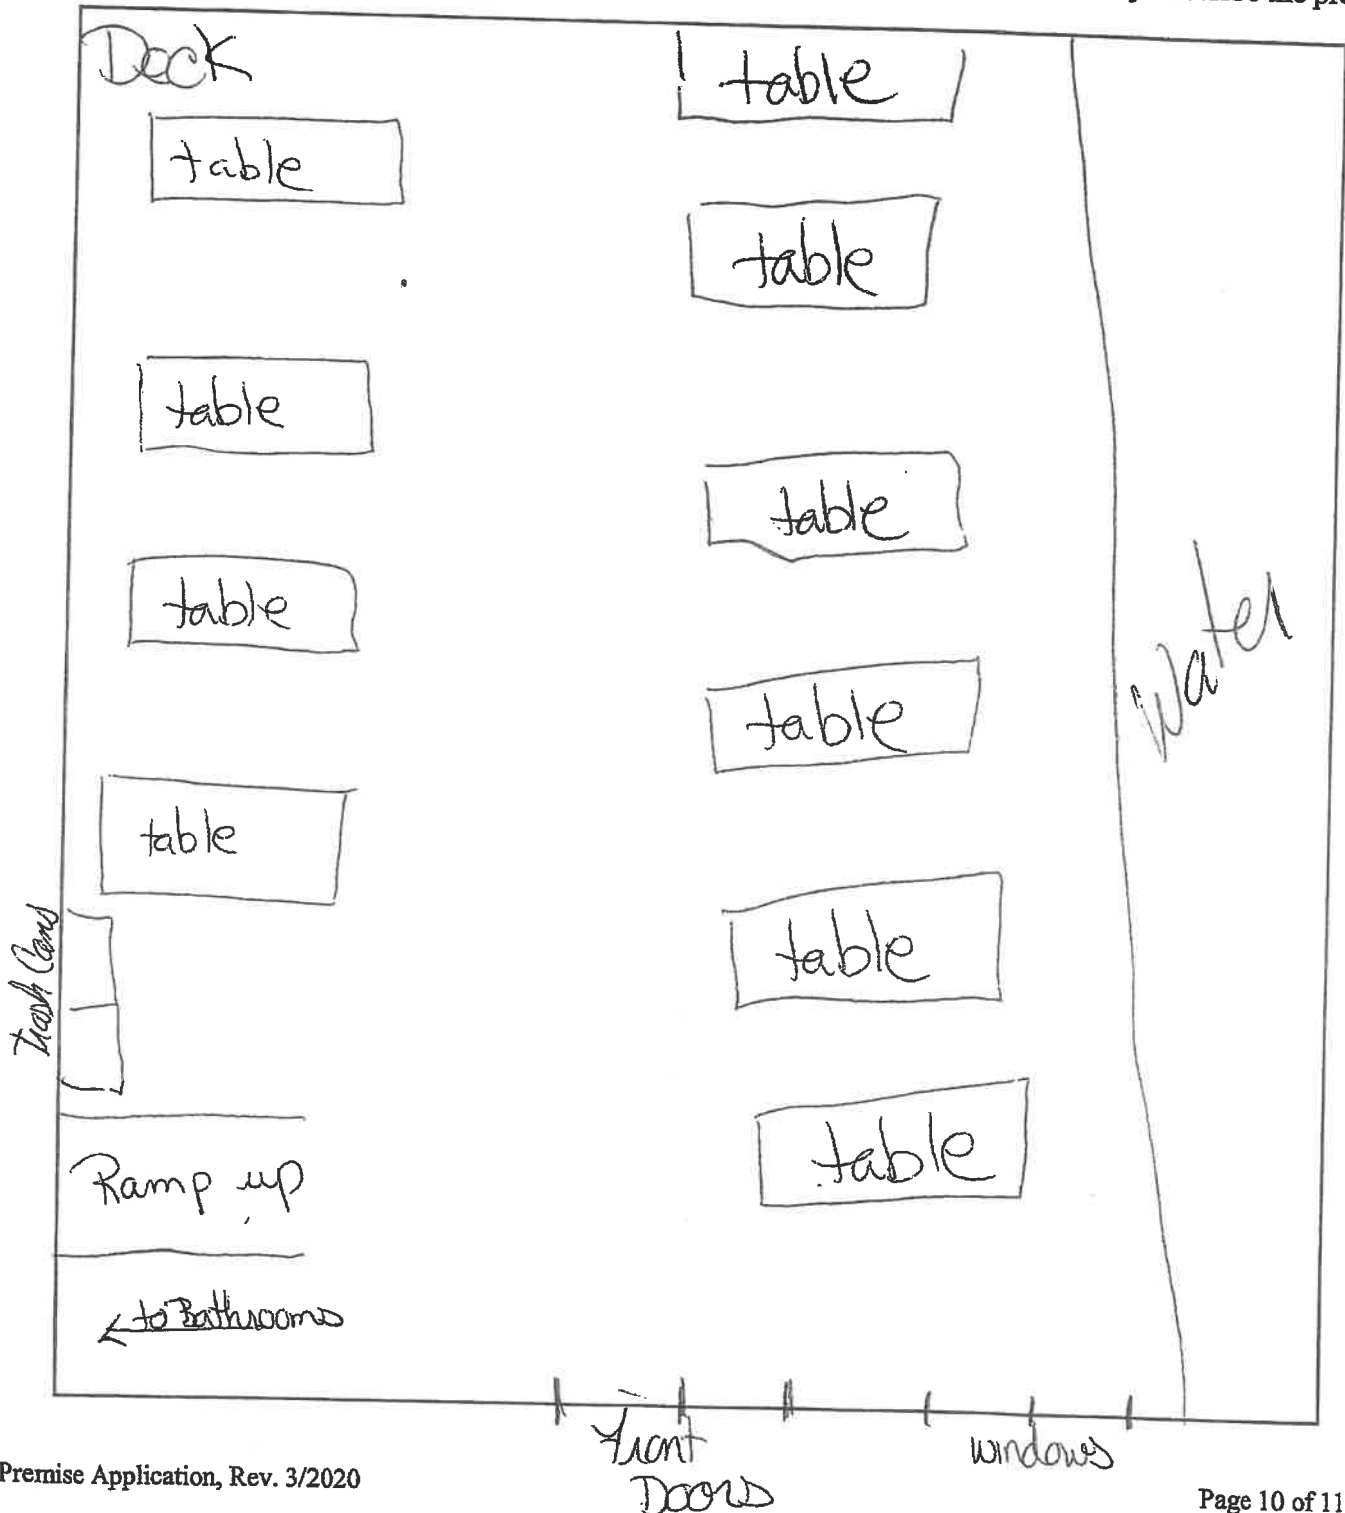 the
Deck
table
table
table
table
table
table
table
table
table
table
Water
Trash Cans
Ramp up
to Bathrooms
Front
Doors
windows
Premise Application, Rev. 3/2020
Page 10 of 11